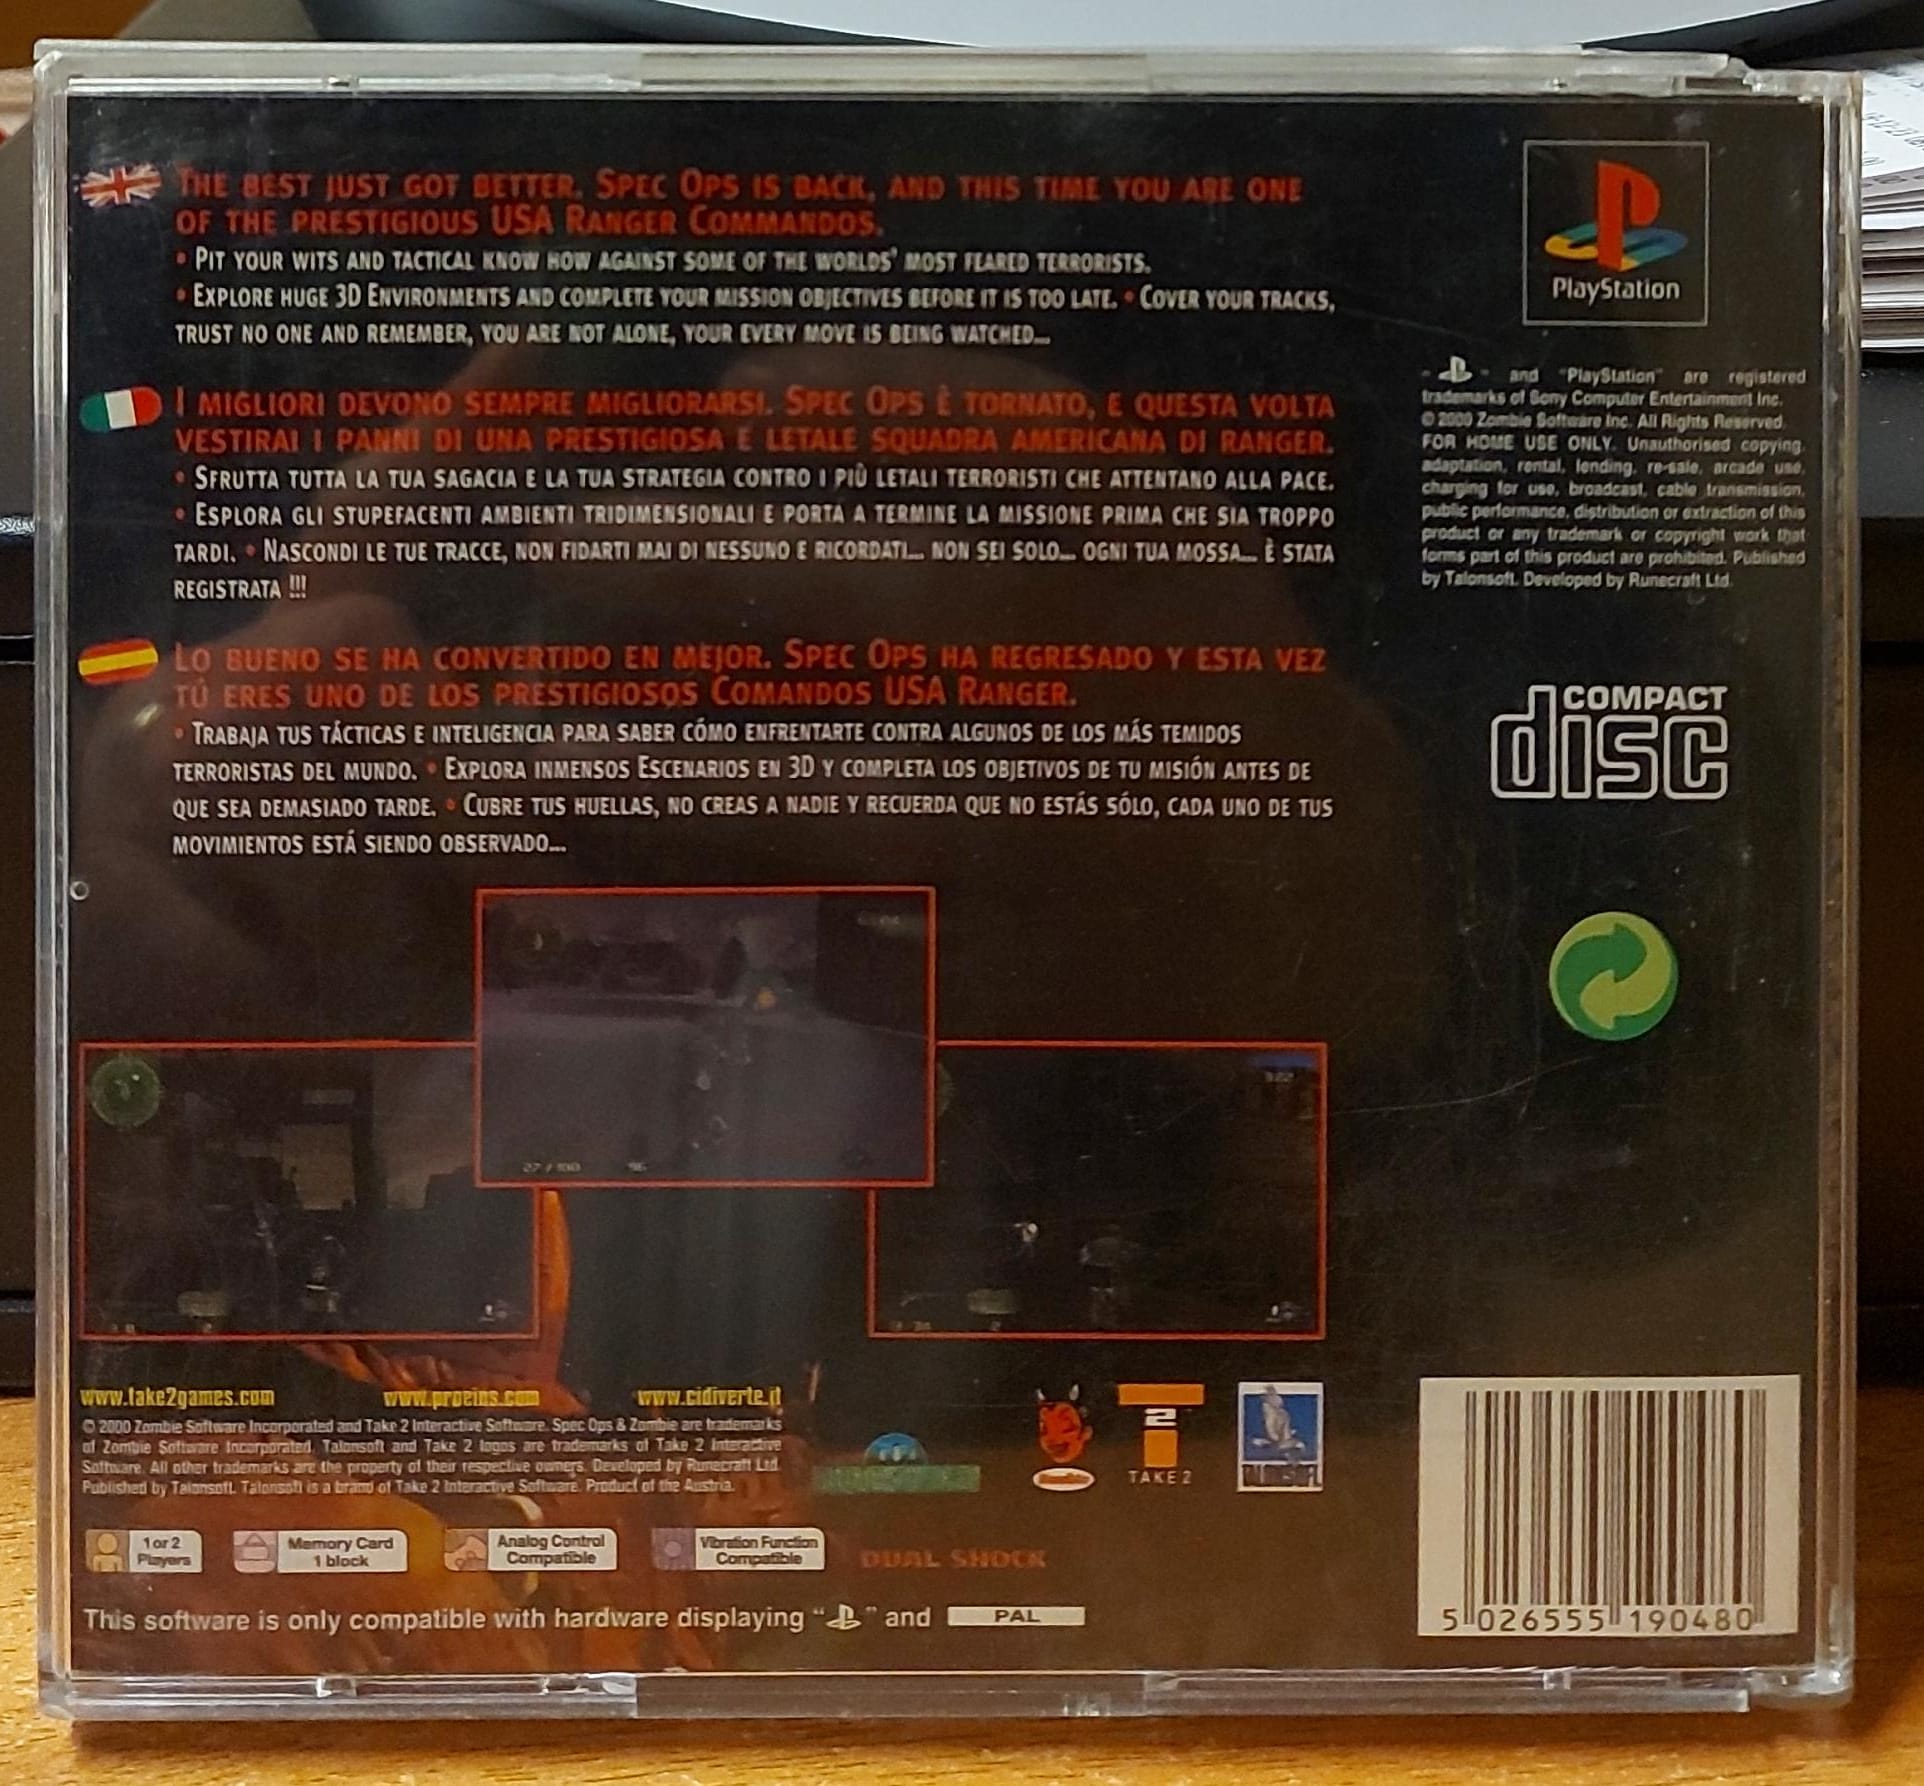 THE BEST JUST GOT BETTER. SPEC OPS IS BACK, AND THIS TIME YOU ARE ONE
OF THE PRESTIGIOUS USA RANGER COMMANDOS.
• PIT YOUR WITS AND TACTICAL KNOW HOW AGAINST SOME OF THE WORLDS' MOST FEARED TERRORISTS.
• EXPLORE HUGE 3D ENVIRONMENTS AND COMPLETE YOUR MISSION OBJECTIVES BEFORE IT IS TOO LATE. • COVER YOUR TRACKS,
TRUST NO ONE AND REMEMBER, YOU ARE NOT ALONE, YOUR EVERY MOVE IS BEING WATCHED...
I MIGLIORI DEVONO SEMPRE MIGLIORARSI. SPEC OPS È TORNATO, E QUESTA VOLTA
VESTIRAI I PANNI DI UNA PRESTIGIOSA E LETALE SQUADRA AMERICANA DI RANGER.
• SFRUTTA TUTTA LA TUA SAGACIA E LA TUA STRATEGIA CONTRO I PIÙ LETALI TERRORISTI CHE ATTENTANO ALLA PACE.
• ESPLORA GLI STUPEFACENTI AMBIENTI TRIDIMENSIONALI E PORTA A TERMINE LA MISSIONE PRIMA CHE SIA TROPPO
TARDI. • NASCONDI LE TUE TRACCE, NON FIDARTI MAI DI NESSUNO E RICORDATI... NON SEI SOLO... OGNI TUA MOSSA... È STATA
REGISTRATA !!!
LO BUENO SE HA CONVERTIDO EN MEJOR. SPEC OPS HA REGRESADO Y ESTA VEZ
TÚ ERES UNO DE LOS PRESTIGIOSOS COMANDOS USA RANGER.
• TRABAJA TUS TÁCTICAS E INTELIGENCIA PARA SABER CÓMO ENFRENTARTE CONTRA ALGUNOS DE LOS MÁS TEMIDOS
TERRORISTAS DEL MUNDO. • EXPLORA INMENSOS ESCENARIOS EN 3D Y COMPLETA LOS OBJETIVOS DE TU MISIÓN ANTES DE
QUE SEA DEMASIADO TARDE. • CUBRE TUS HUELLAS, NO CREAS A NADIE Y RECUERDA QUE NO ESTÁS SÓLO, CADA UNO DE TUS
MOVIMIENTOS ESTÁ SIENDO OBSERVADO...
PlayStation
" " and "PlayStation" are registered
trademarks of Sony Computer Entertainment Inc.
© 2000 Zombie Software Inc. All Rights Reserved.
FOR HOME USE ONLY. Unauthorised copying,
adaptation, rental, lending, re-sale, arcade use,
charging for use, broadcast, cable transmission,
public performance, distribution or extraction of this
product or any trademark or copyright work that
forms part of this product are prohibited. Published
by Talonsoft. Developed by Runecraft Ltd.
COMPACT
disc
27 / 100 96
www.take2games.com www.proeins.com www.cidiverte.it
© 2000 Zombie Software Incorporated and Take 2 Interactive Software. Spec Ops & Zombie are trademarks
of Zombie Software Incorporated. Talonsoft and Take 2 logos are trademarks of Take 2 Interactive
Software. All other trademarks are the property of their respective owners. Developed by Runecraft Ltd.
Published by Talonsoft. Talonsoft is a brand of Take 2 Interactive Software. Product of the Austria.
2
TAKE 2
TALONSOFT
1 or 2
Players
Memory Card
1 block
Analog Control
Compatible
Vibration Function
Compatible
DUAL SHOCK
This software is only compatible with hardware displaying " " and PAL
5 026555 190480